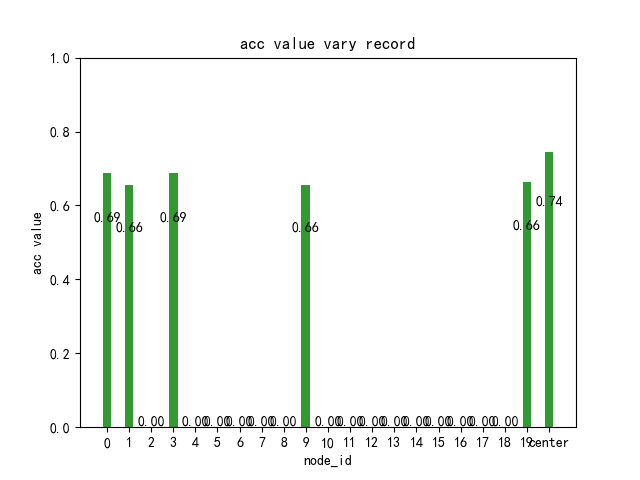 acc value vary record
1.0
0.8
0.6
0.4
0.2
0.0
acc value
0.69 0.66 0.00 0.69 0.00 0.00 0.00 0.00 0.00 0.66 0.00 0.00 0.00 0.00 0.00 0.00 0.00 0.00 0.00 0.66 0.74
0 1 2 3 4 5 6 7 8 9 10 11 12 13 14 15 16 17 18 19 center
node_id